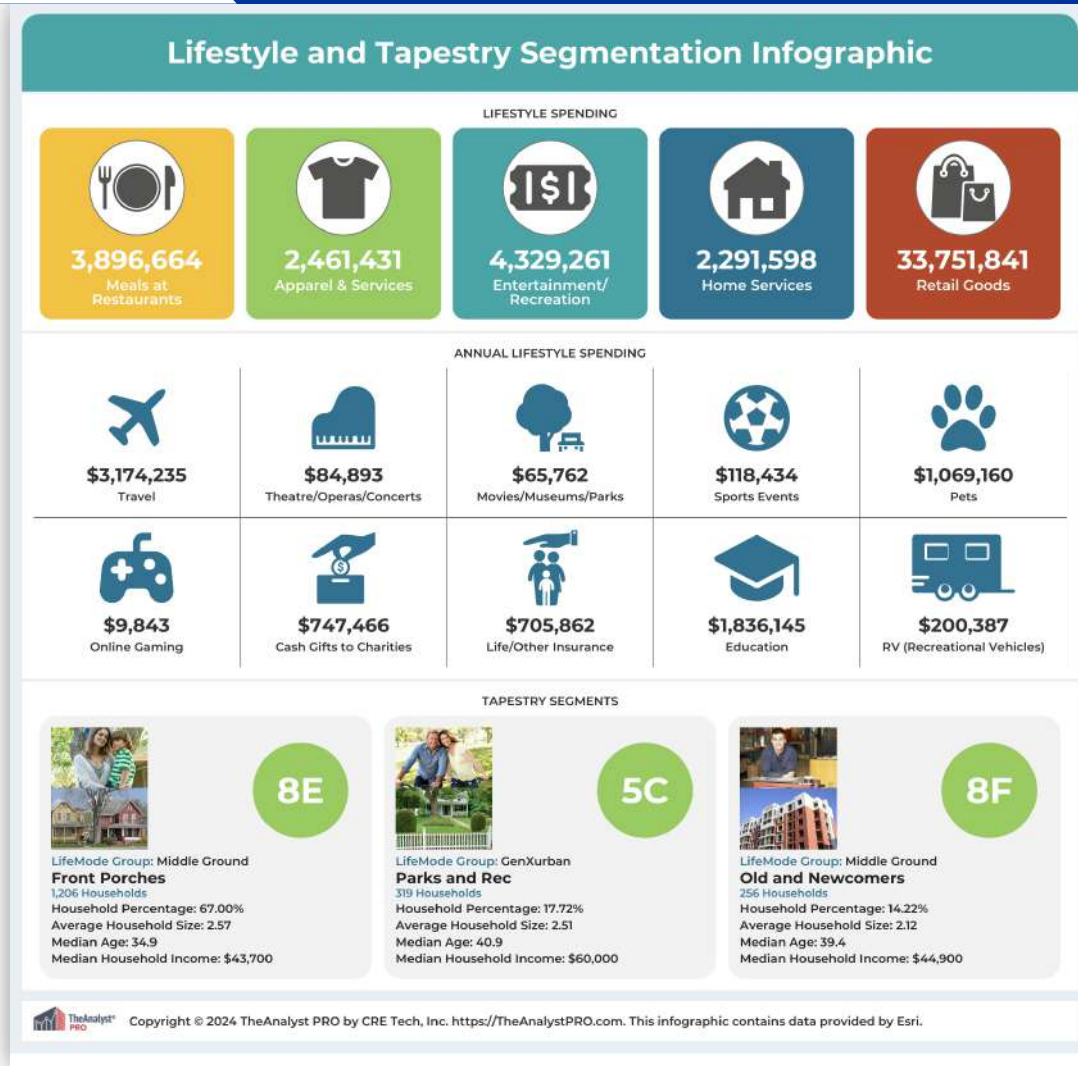 Lifestyle and Tapestry Segmentation Infographic
LIFESTYLE SPENDING
3,896,664
Meals at
Restaurants
2,461,431
Apparel & Services
4,329,261
Entertainment/
Recreation
2,291,598
Home Services
33,751,841
Retail Goods
ANNUAL LIFESTYLE SPENDING
$3,174,235
Travel
$84,893
Theatre/Operas/Concerts
$65,762
Movies/Museums/Parks
$118,434
Sports Events
$1,069,160
Pets
$9,843
Online Gaming
$747,466
Cash Gifts to Charities
$705,862
Life/Other Insurance
$1,836,145
Education
$200,387
RV (Recreational Vehicles)
TAPESTRY SEGMENTS
8E
LifeMode Group: Middle Ground
Front Porches
1,206 Households
Household Percentage: 67.00%
Average Household Size: 2.57
Median Age: 34.9
Median Household Income: $43,700
5C
LifeMode Group: GenXurban
Parks and Rec
319 Households
Household Percentage: 17.72%
Average Household Size: 2.51
Median Age: 40.9
Median Household Income: $60,000
8F
LifeMode Group: Middle Ground
Old and Newcomers
256 Households
Household Percentage: 14.22%
Average Household Size: 2.12
Median Age: 39.4
Median Household Income: $44,900
TheAnalyst®
PRO
Copyright © 2024 TheAnalyst PRO by CRE Tech, Inc. https://TheAnalystPRO.com. This infographic contains data provided by Esri.